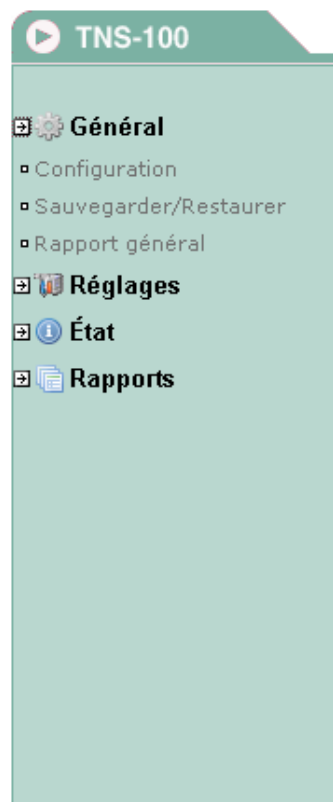 TNS-100
Général
Configuration
Sauvegarder/Restaurer
Rapport général
Réglages
État
Rapports